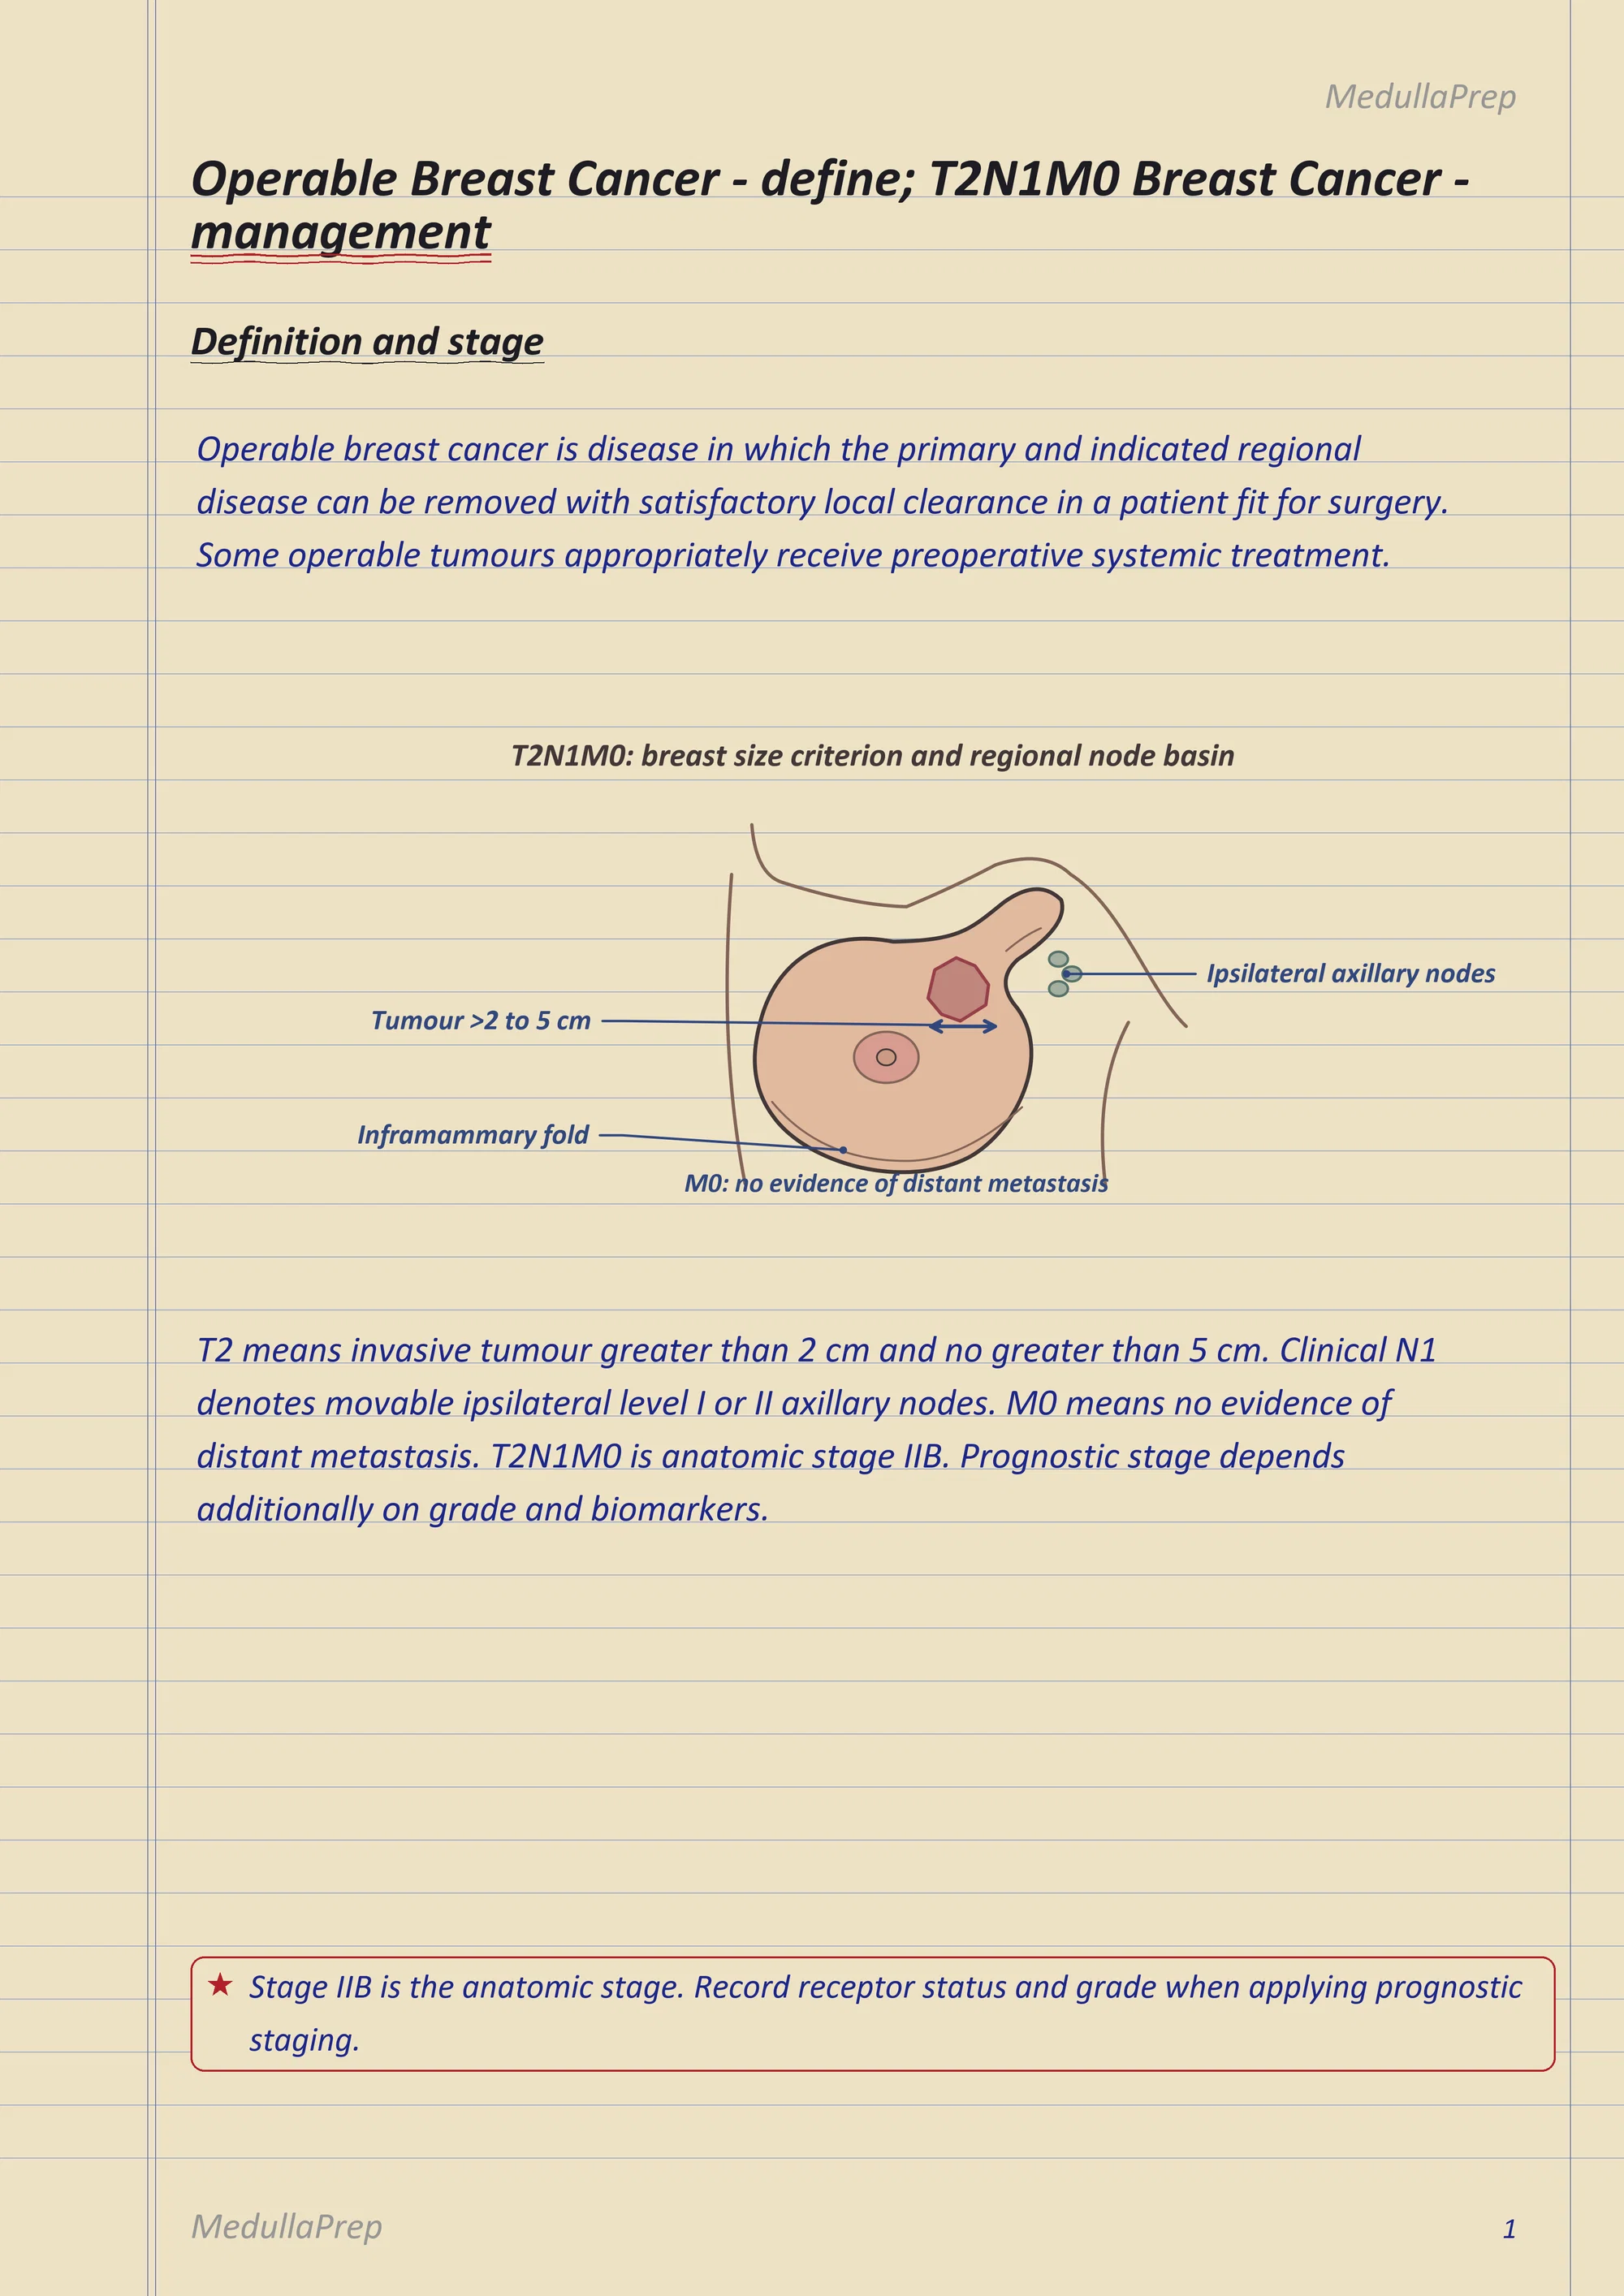 MedullaPrep
Operable Breast Cancer - define; T2N1M0 Breast Cancer -
management
Definition and stage
Operable breast cancer is disease in which the primary and indicated regional
disease can be removed with satisfactory local clearance in a patient fit for surgery.
Some operable tumours appropriately receive preoperative systemic treatment.
T2N1M0: breast size criterion and regional node basin
Ipsilateral axillary nodes
Tumour >2 to 5 cm
Inframammary fold
M0: no evidence of distant metastasis
T2 means invasive tumour greater than 2 cm and no greater than 5 cm. Clinical N1
denotes movable ipsilateral level I or II axillary nodes. M0 means no evidence of
distant metastasis. T2N1M0 is anatomic stage IIB. Prognostic stage depends
additionally on grade and biomarkers.
★ Stage IIB is the anatomic stage. Record receptor status and grade when applying prognostic
staging.
MedullaPrep
1